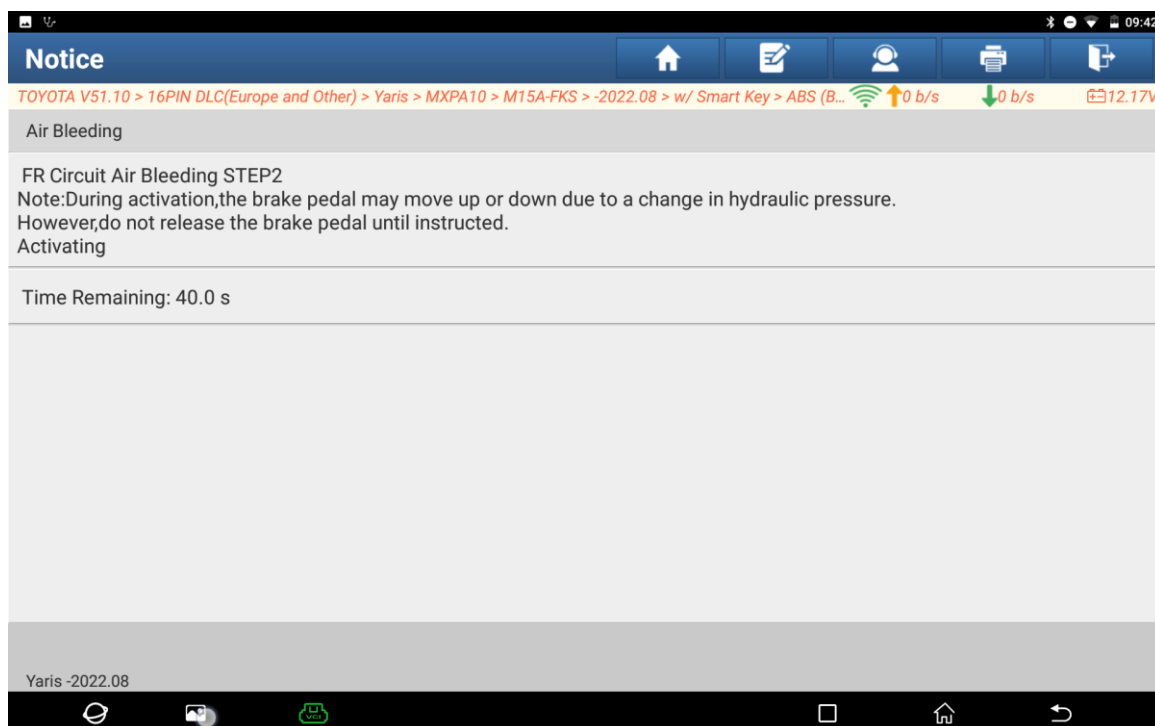 09:42
Notice
TOYOTA V51.10 > 16PIN DLC(Europe and Other) > Yaris > MXPA10 > M15A-FKS > -2022.08 > w/ Smart Key > ABS (B... 0 b/s 0 b/s 12.17V
Air Bleeding
FR Circuit Air Bleeding STEP2
Note:During activation,the brake pedal may move up or down due to a change in hydraulic pressure.
However,do not release the brake pedal until instructed.
Activating
Time Remaining: 40.0 s
Yaris -2022.08
VCI